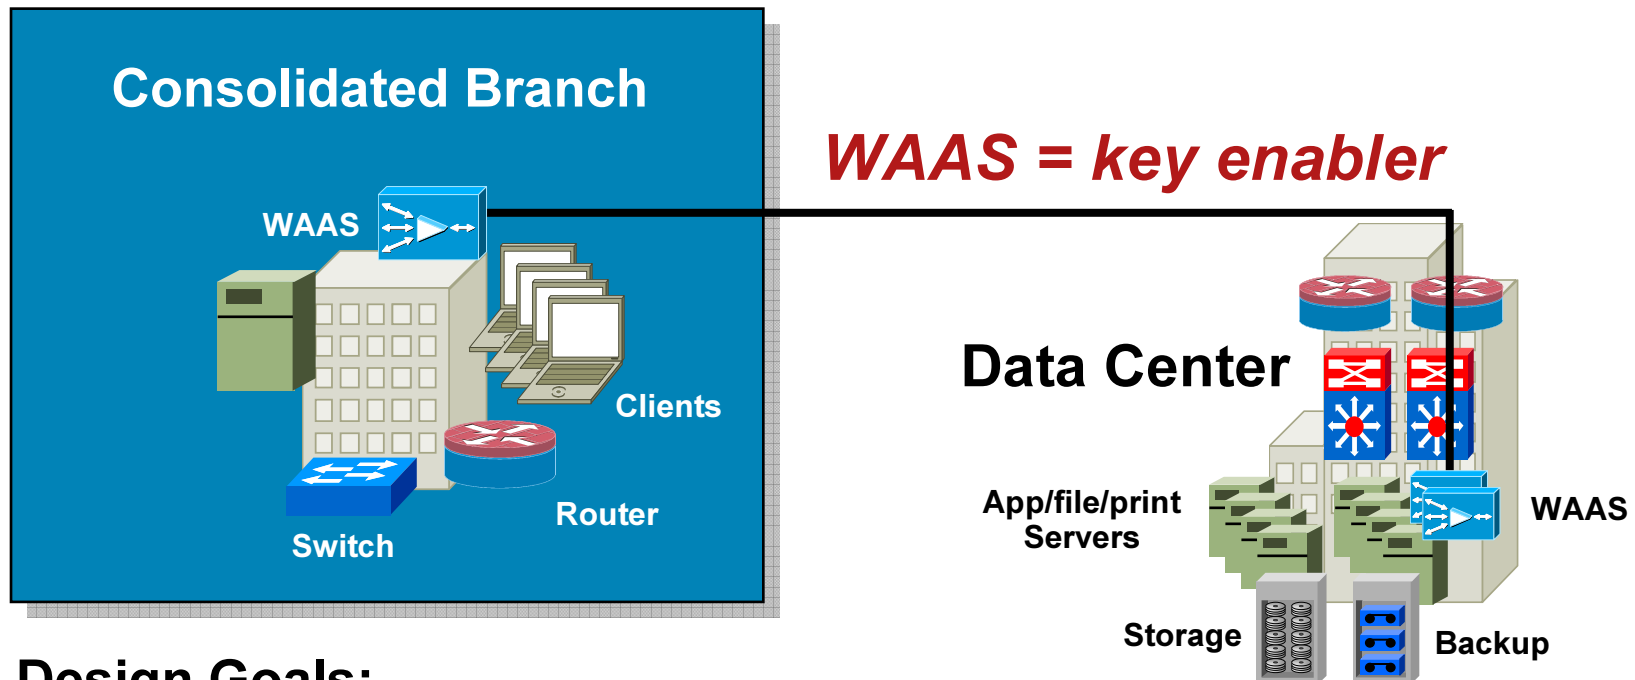 Consolidated Branch
WAAS = key enabler
WAAS
Data Center
Clients
App/file/print
Servers
WAAS
Router
Switch
Storage
Backup
Design Goals: